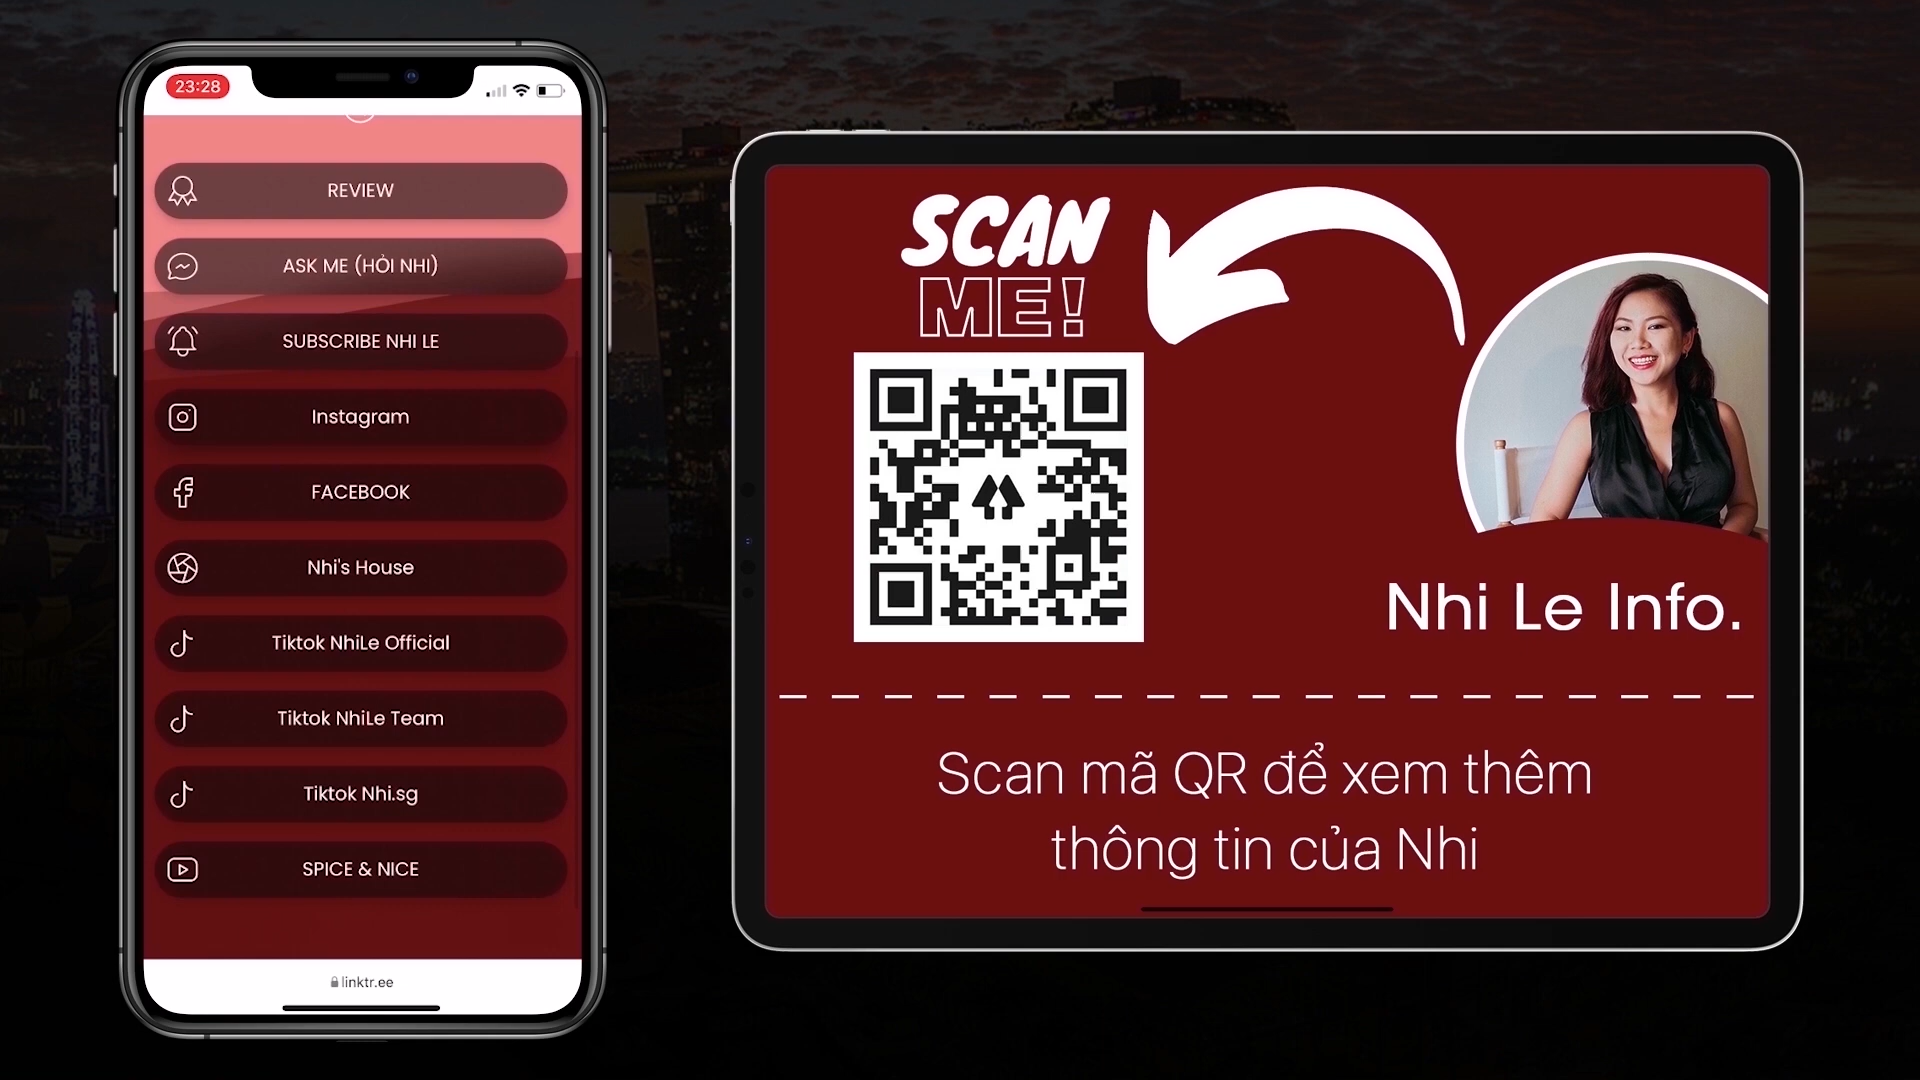 23:28
REVIEW
ASK ME (HỎI NHI)
SUBSCRIBE NHI LE
Instagram
FACEBOOK
Nhi's House
Tiktok NhiLe Official
Tiktok NhiLe Team
Tiktok Nhi.sg
SPICE & NICE
linktr.ee
SCAN
ME!
Nhi Le Info.
Scan mã QR để xem thêm
thông tin của Nhi